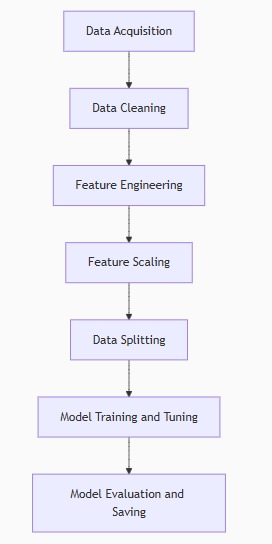 Data Acquisition
Data Cleaning
Feature Engineering
Feature Scaling
Data Splitting
Model Training and Tuning
Model Evaluation and
Saving